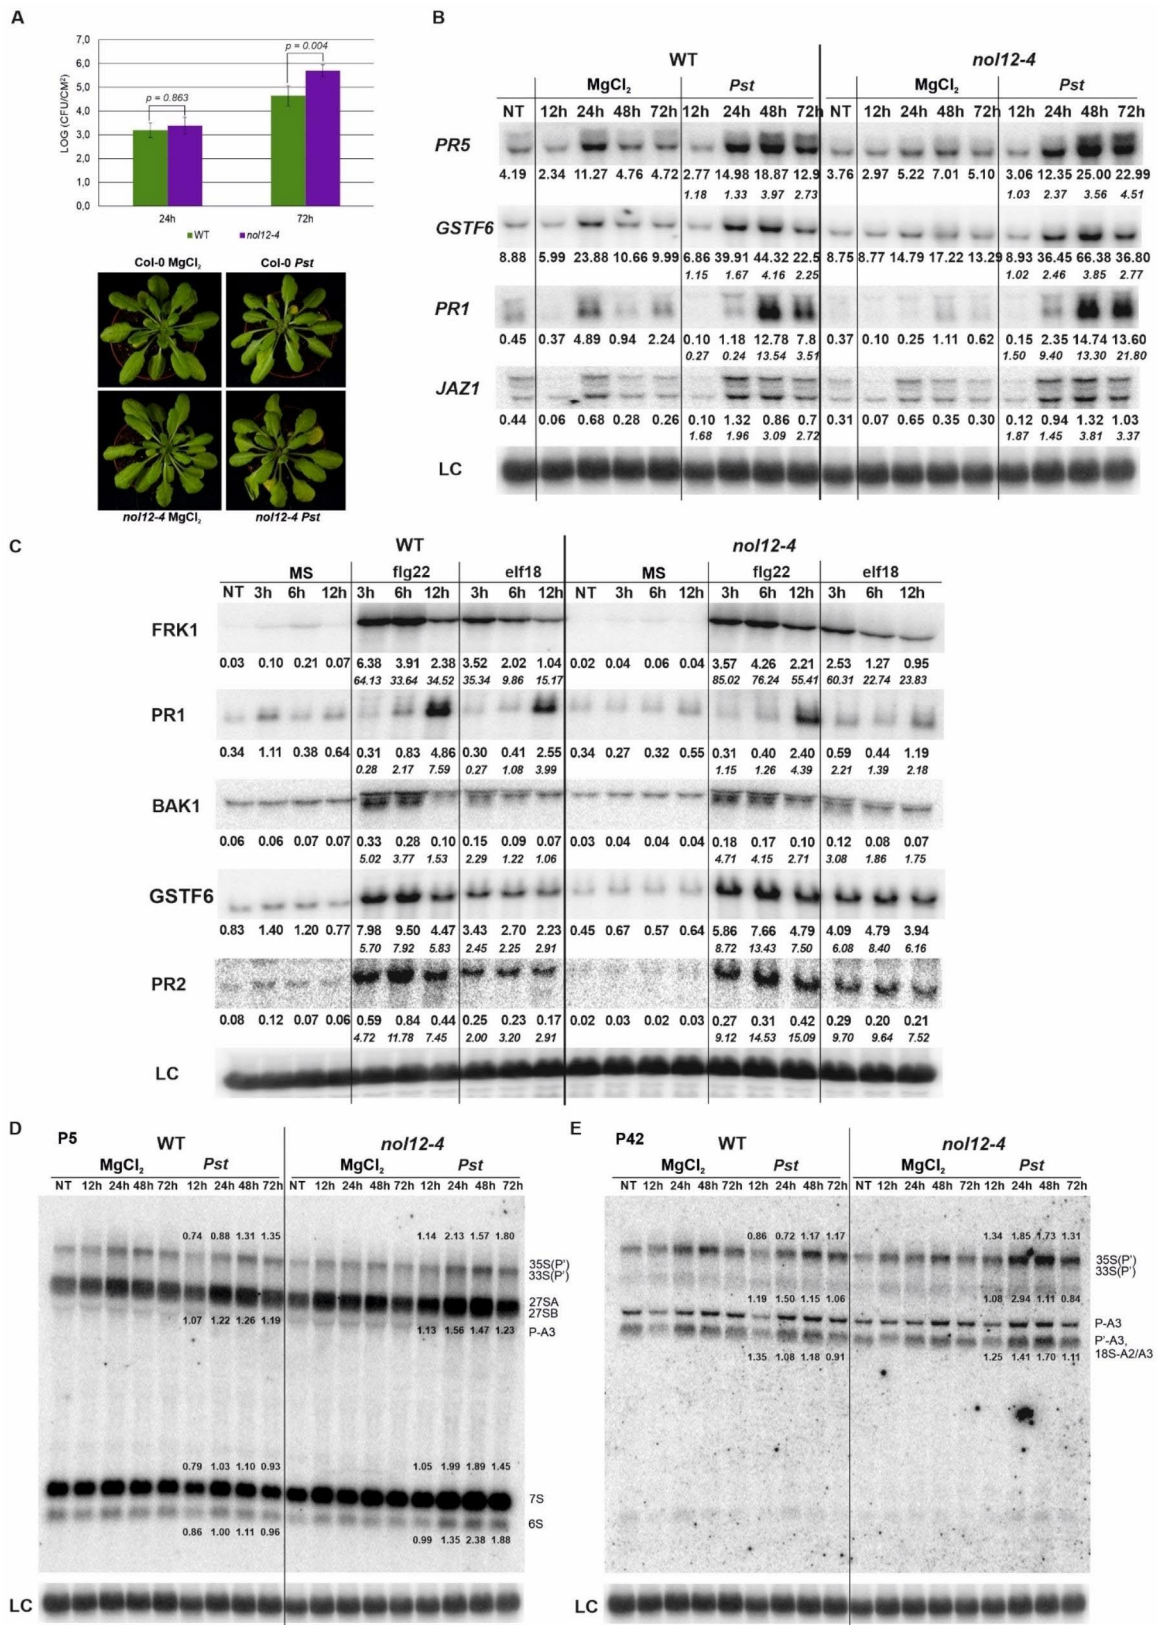 A
7,0
6,0
5,0
4,0
3,0
2,0
1,0
0,0
LOG (CFU/CM²)
p = 0.863
p = 0.004
24h 72h
WT nol12-4
Col-0 MgCl₂ Col-0 Pst
nol12-4 MgCl₂ nol12-4 Pst
B
WT nol12-4
MgCl₂ Pst MgCl₂ Pst
NT 12h 24h 48h 72h 12h 24h 48h 72h NT 12h 24h 48h 72h 12h 24h 48h 72h
PR5
4.19 2.34 11.27 4.76 4.72 2.77 14.98 18.87 12.9 3.76 2.97 5.22 7.01 5.10 3.06 12.35 25.00 22.99
1.18 1.33 3.97 2.73 1.03 2.37 3.56 4.51
GSTF6
8.88 5.99 23.88 10.66 9.99 6.86 39.91 44.32 22.5 8.75 8.77 14.79 17.22 13.29 8.93 36.45 66.38 36.80
1.15 1.67 4.16 2.25 1.02 2.46 3.85 2.77
PR1
0.45 0.37 4.89 0.94 2.24 0.10 1.18 12.78 7.8 0.37 0.10 0.25 1.11 0.62 0.15 2.35 14.74 13.60
0.27 0.24 13.54 3.51 1.50 9.40 13.30 21.80
JAZ1
0.44 0.06 0.68 0.28 0.26 0.10 1.32 0.86 0.7 0.31 0.07 0.65 0.35 0.30 0.12 0.94 1.32 1.03
1.68 1.96 3.09 2.72 1.87 1.45 3.81 3.37
LC
C
WT nol12-4
MS flg22 elf18 MS flg22 elf18
NT 3h 6h 12h 3h 6h 12h 3h 6h 12h NT 3h 6h 12h 3h 6h 12h 3h 6h 12h
FRK1
0.03 0.10 0.21 0.07 6.38 3.91 2.38 3.52 2.02 1.04 0.02 0.04 0.06 0.04 3.57 4.26 2.21 2.53 1.27 0.95
64.13 33.64 34.52 35.34 9.86 15.17 85.02 76.24 55.41 60.31 22.74 23.83
PR1
0.34 1.11 0.38 0.64 0.31 0.83 4.86 0.30 0.41 2.55 0.34 0.27 0.32 0.55 0.31 0.40 2.40 0.59 0.44 1.19
0.28 2.17 7.59 0.27 1.08 3.99 1.15 1.26 4.39 2.21 1.39 2.18
BAK1
0.06 0.06 0.07 0.07 0.33 0.28 0.10 0.15 0.09 0.07 0.03 0.04 0.04 0.04 0.18 0.17 0.10 0.12 0.08 0.07
5.02 3.77 1.53 2.29 1.22 1.06 4.71 4.15 2.71 3.08 1.86 1.75
GSTF6
0.83 1.40 1.20 0.77 7.98 9.50 4.47 3.43 2.70 2.23 0.45 0.67 0.57 0.64 5.86 7.66 4.79 4.09 4.79 3.94
5.70 7.92 5.83 2.45 2.25 2.91 8.72 13.43 7.50 6.08 8.40 6.16
PR2
0.08 0.12 0.07 0.06 0.59 0.84 0.44 0.25 0.23 0.17 0.02 0.03 0.02 0.03 0.27 0.31 0.42 0.29 0.20 0.21
4.72 11.78 7.45 2.00 3.20 2.91 9.12 14.53 15.09 9.70 9.64 7.52
LC
D
P5 WT nol12-4
MgCl₂ Pst MgCl₂ Pst
NT 12h 24h 48h 72h 12h 24h 48h 72h NT 12h 24h 48h 72h 12h 24h 48h 72h
0.74 0.88 1.31 1.35 1.14 2.13 1.57 1.80
35S(P')
33S(P')
27SA
27SB
1.07 1.22 1.26 1.19 1.13 1.56 1.47 1.23
P-A3
0.79 1.03 1.10 0.93 1.05 1.99 1.89 1.45
7S
6S
0.86 1.00 1.11 0.96 0.99 1.35 2.38 1.88
LC
E
P42 WT nol12-4
MgCl₂ Pst MgCl₂ Pst
NT 12h 24h 48h 72h 12h 24h 48h 72h NT 12h 24h 48h 72h 12h 24h 48h 72h
0.86 0.72 1.17 1.17 1.34 1.85 1.73 1.31
35S(P')
33S(P')
1.19 1.50 1.15 1.06 1.08 2.94 1.11 0.84
P-A3
P'-A3,
18S-A2/A3
1.35 1.08 1.18 0.91 1.25 1.41 1.70 1.11
LC